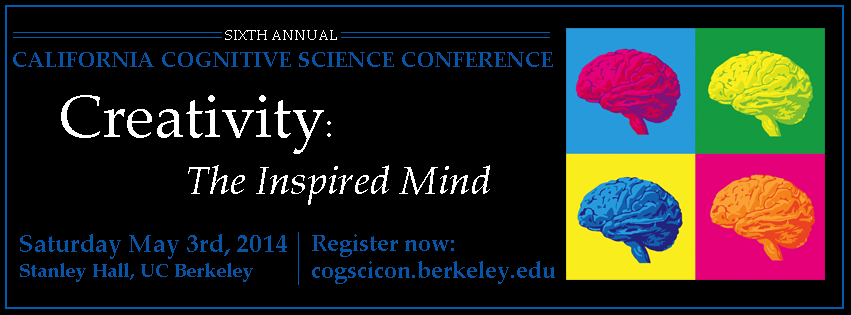 SIXTH ANNUAL
CALIFORNIA COGNITIVE SCIENCE CONFERENCE
Creativity:
The Inspired Mind
Saturday May 3rd, 2014
Stanley Hall, UC Berkeley
Register now:
cogscicon.berkeley.edu